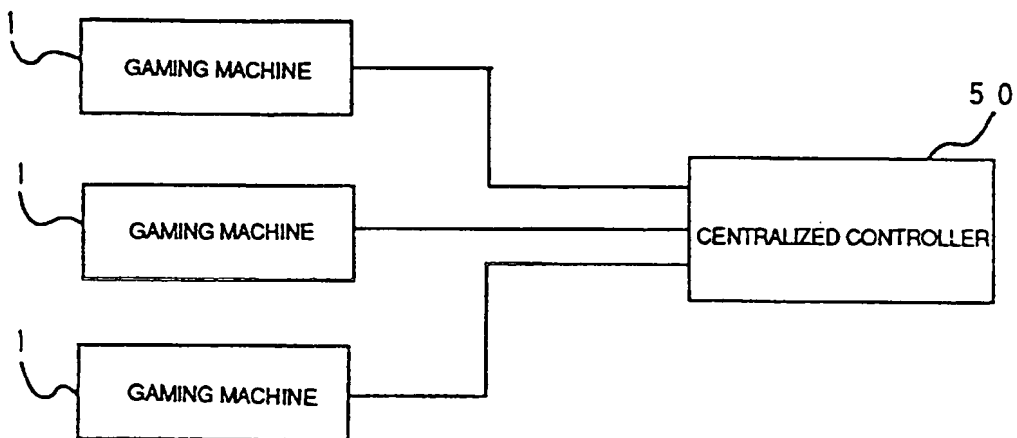 1
GAMING MACHINE
50
1
GAMING MACHINE
CENTRALIZED CONTROLLER
1
GAMING MACHINE